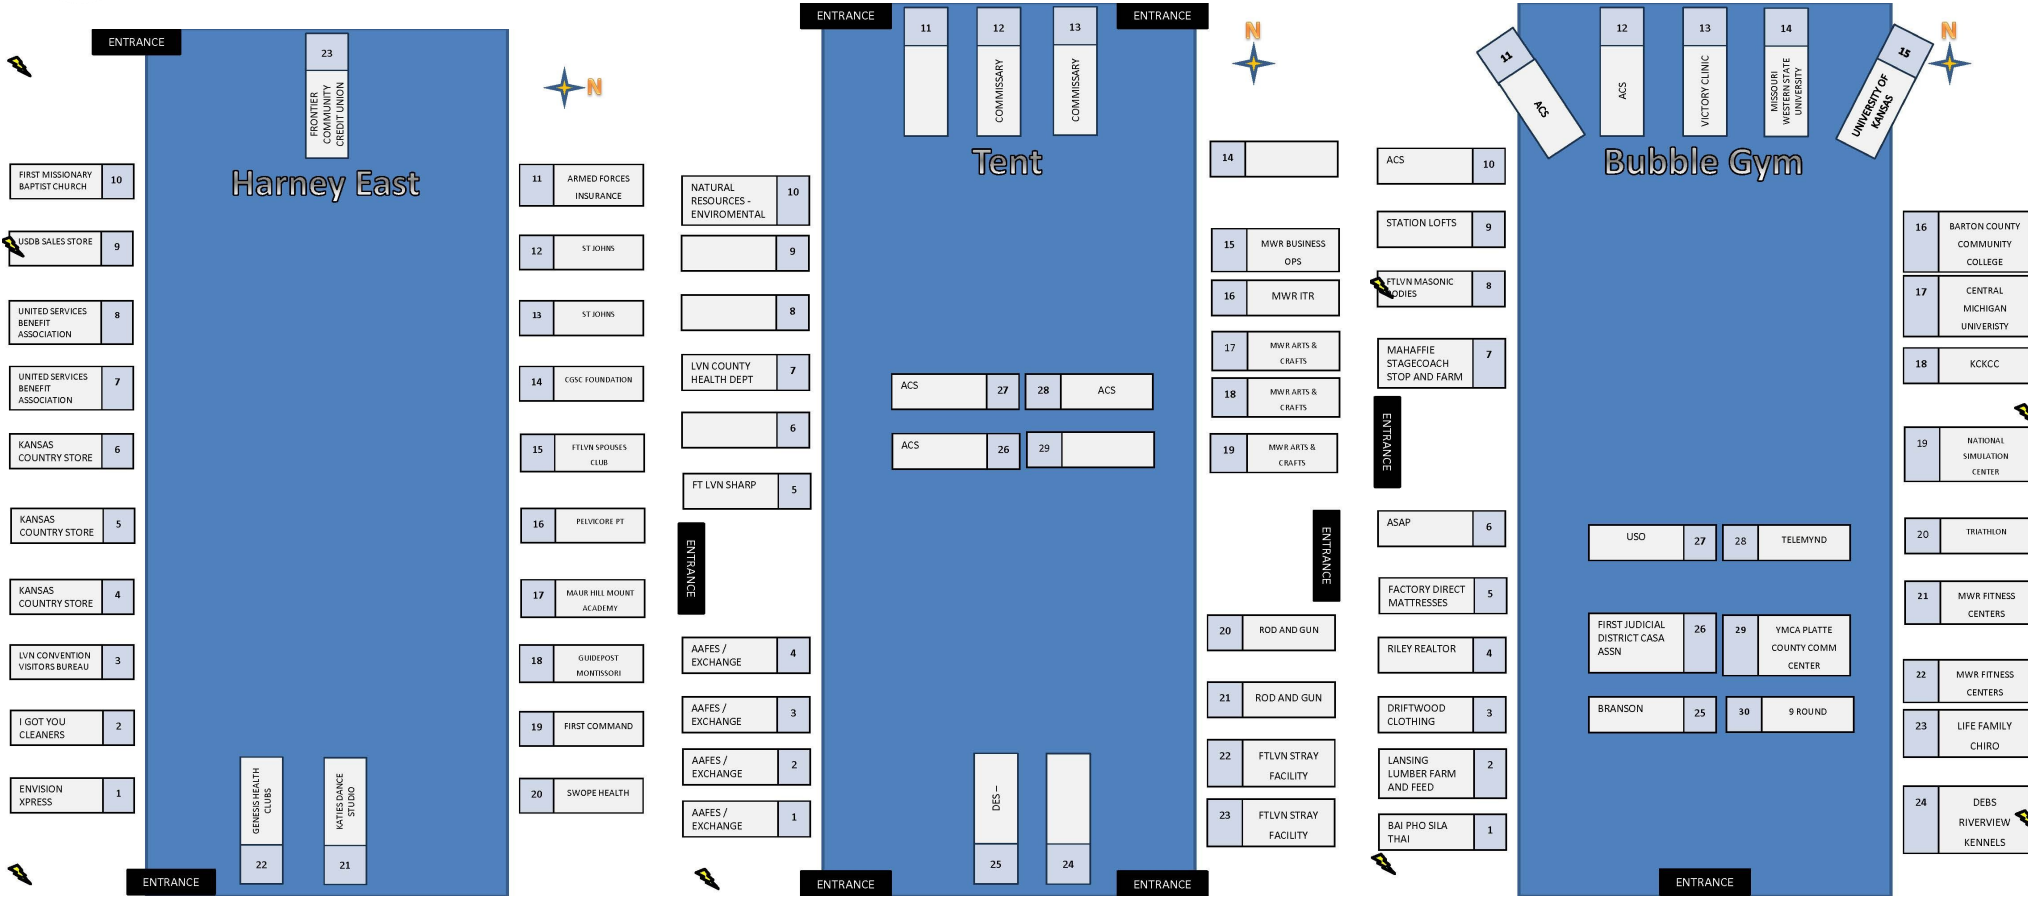 ENTRANCE
23
FRONTIER
COMMUNITY
CREDIT UNION
N
Harney East
FIRST MISSIONARY
BAPTIST CHURCH
10
USDB SALES STORE
9
UNITED SERVICES
BENEFIT
ASSOCIATION
8
UNITED SERVICES
BENEFIT
ASSOCIATION
7
KANSAS
COUNTRY STORE
6
KANSAS
COUNTRY STORE
5
KANSAS
COUNTRY STORE
4
LVN CONVENTION
VISITORS BUREAU
3
I GOT YOU
CLEANERS
2
ENVISION
XPRESS
1
11
ARMED FORCES
INSURANCE
12
ST JOHNS
13
ST JOHNS
14
CGSC FOUNDATION
15
FTLVN SPOUSES
CLUB
16
PELVICORE PT
17
MAUR HILL MOUNT
ACADEMY
18
GUIDEPOST
MONTISSORI
19
FIRST COMMAND
20
SWOPE HEALTH
GENESIS HEALTH
CLUBS
22
KATIES DANCE
STUDIO
21
ENTRANCE
ENTRANCE
ENTRANCE
11
12
COMMISSARY
13
COMMISSARY
N
Tent
NATURAL
RESOURCES -
ENVIROMENTAL
10
9
8
LVN COUNTY
HEALTH DEPT
7
6
FT LVN SHARP
5
ENTRANCE
AAFES /
EXCHANGE
4
AAFES /
EXCHANGE
3
AAFES /
EXCHANGE
2
AAFES /
EXCHANGE
1
ACS
27
28
ACS
ACS
26
29
14
15
MWR BUSINESS
OPS
16
MWR ITR
17
MWR ARTS &
CRAFTS
18
MWR ARTS &
CRAFTS
19
MWR ARTS &
CRAFTS
ENTRANCE
20
ROD AND GUN
21
ROD AND GUN
22
FTLVN STRAY
FACILITY
23
FTLVN STRAY
FACILITY
DES –
25
24
ENTRANCE
ENTRANCE
11
ACS
12
ACS
13
VICTORY CLINIC
14
MISSOURI
WESTERN STATE
UNIVERSITY
15
UNIVERSITY OF
KANSAS
N
Bubble Gym
ACS
10
STATION LOFTS
9
FTLVN MASONIC
BODIES
8
MAHAFFIE
STAGECOACH
STOP AND FARM
7
ENTRANCE
ASAP
6
FACTORY DIRECT
MATTRESSES
5
RILEY REALTOR
4
DRIFTWOOD
CLOTHING
3
LANSING
LUMBER FARM
AND FEED
2
BAI PHO SILA
THAI
1
USO
27
28
TELEMYND
FIRST JUDICIAL
DISTRICT CASA
ASSN
26
29
YMCA PLATTE
COUNTY COMM
CENTER
BRANSON
25
30
9 ROUND
16
BARTON COUNTY
COMMUNITY
COLLEGE
17
CENTRAL
MICHIGAN
UNIVERISTY
18
KCKCC
19
NATIONAL
SIMULATION
CENTER
20
TRIATHLON
21
MWR FITNESS
CENTERS
22
MWR FITNESS
CENTERS
23
LIFE FAMILY
CHIRO
24
DEBS
RIVERVIEW
KENNELS
ENTRANCE